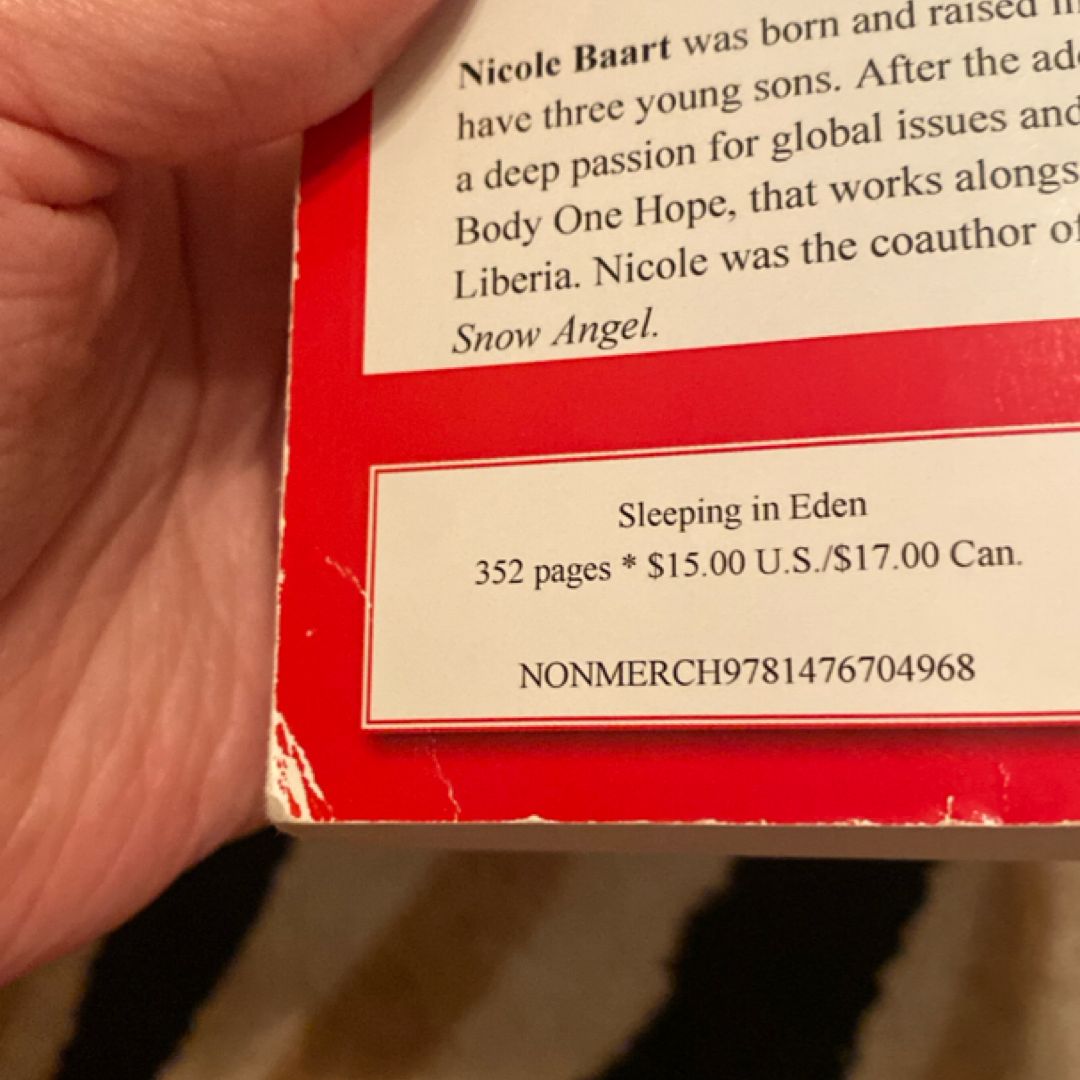 Nicole Baart was born and raised
have three young sons. After the
a deep passion for global issues and
Body One Hope, that works
Liberia. Nicole was the coauthor
Snow Angel.
Sleeping in Eden
352 pages * $15.00 U.S./$17.00 Can.
NONMERCH9781476704968